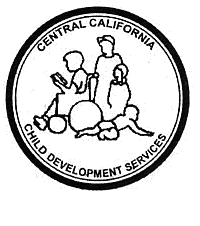 CENTRAL CALIFORNIA
CHILD DEVELOPMENT SERVICES